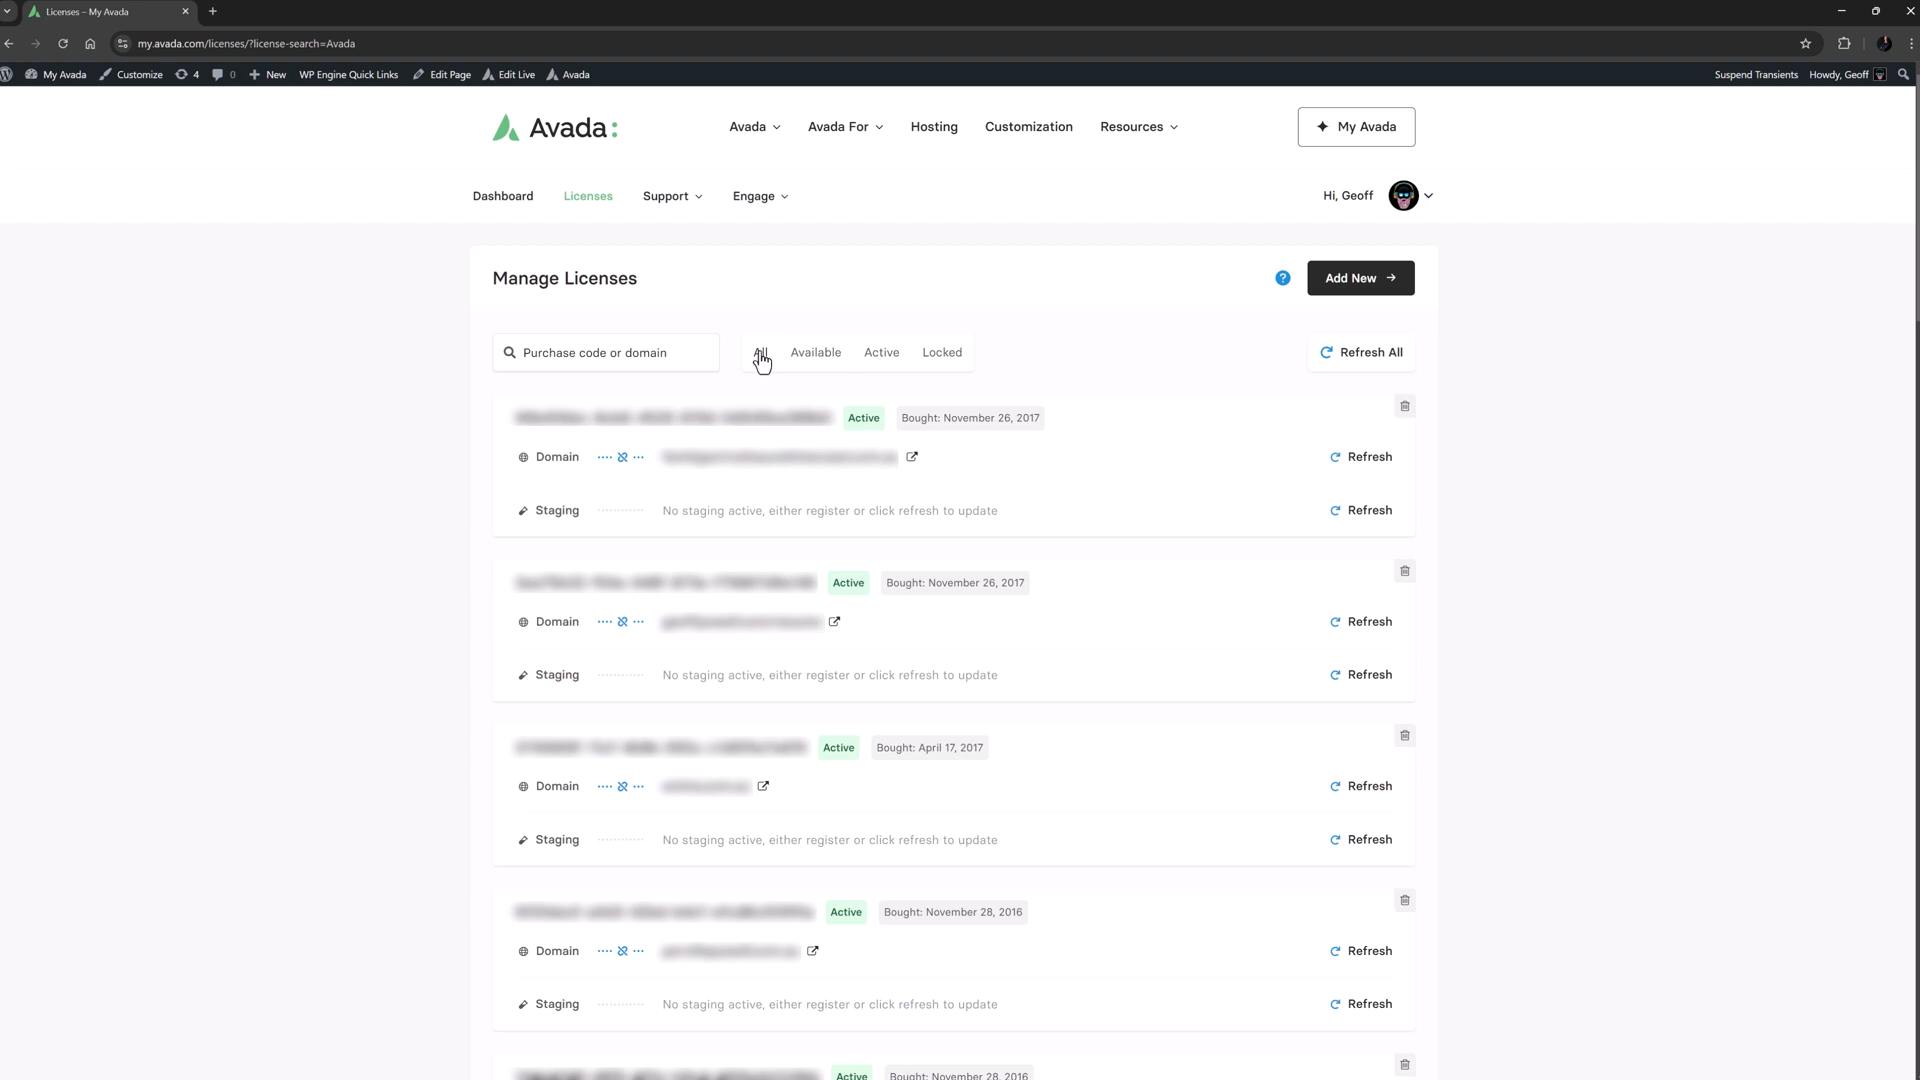 Licenses – My Avada
my.avada.com/licenses/?license-search=Avada
My Avada Customize 4 0 New WP Engine Quick Links Edit Page Edit Live Avada Suspend Transients Howdy, Geoff
Avada: Avada Avada For Hosting Customization Resources My Avada
Dashboard Licenses Support Engage Hi, Geoff
Manage Licenses ? Add New
Purchase code or domain All Available Active Locked Refresh All
Active Bought: November 26, 2017
Domain Refresh
Staging No staging active, either register or click refresh to update Refresh
Active Bought: November 26, 2017
Domain Refresh
Staging No staging active, either register or click refresh to update Refresh
Active Bought: April 17, 2017
Domain Refresh
Staging No staging active, either register or click refresh to update Refresh
Active Bought: November 28, 2016
Domain Refresh
Staging No staging active, either register or click refresh to update Refresh
Active Bought: November 28, 2016